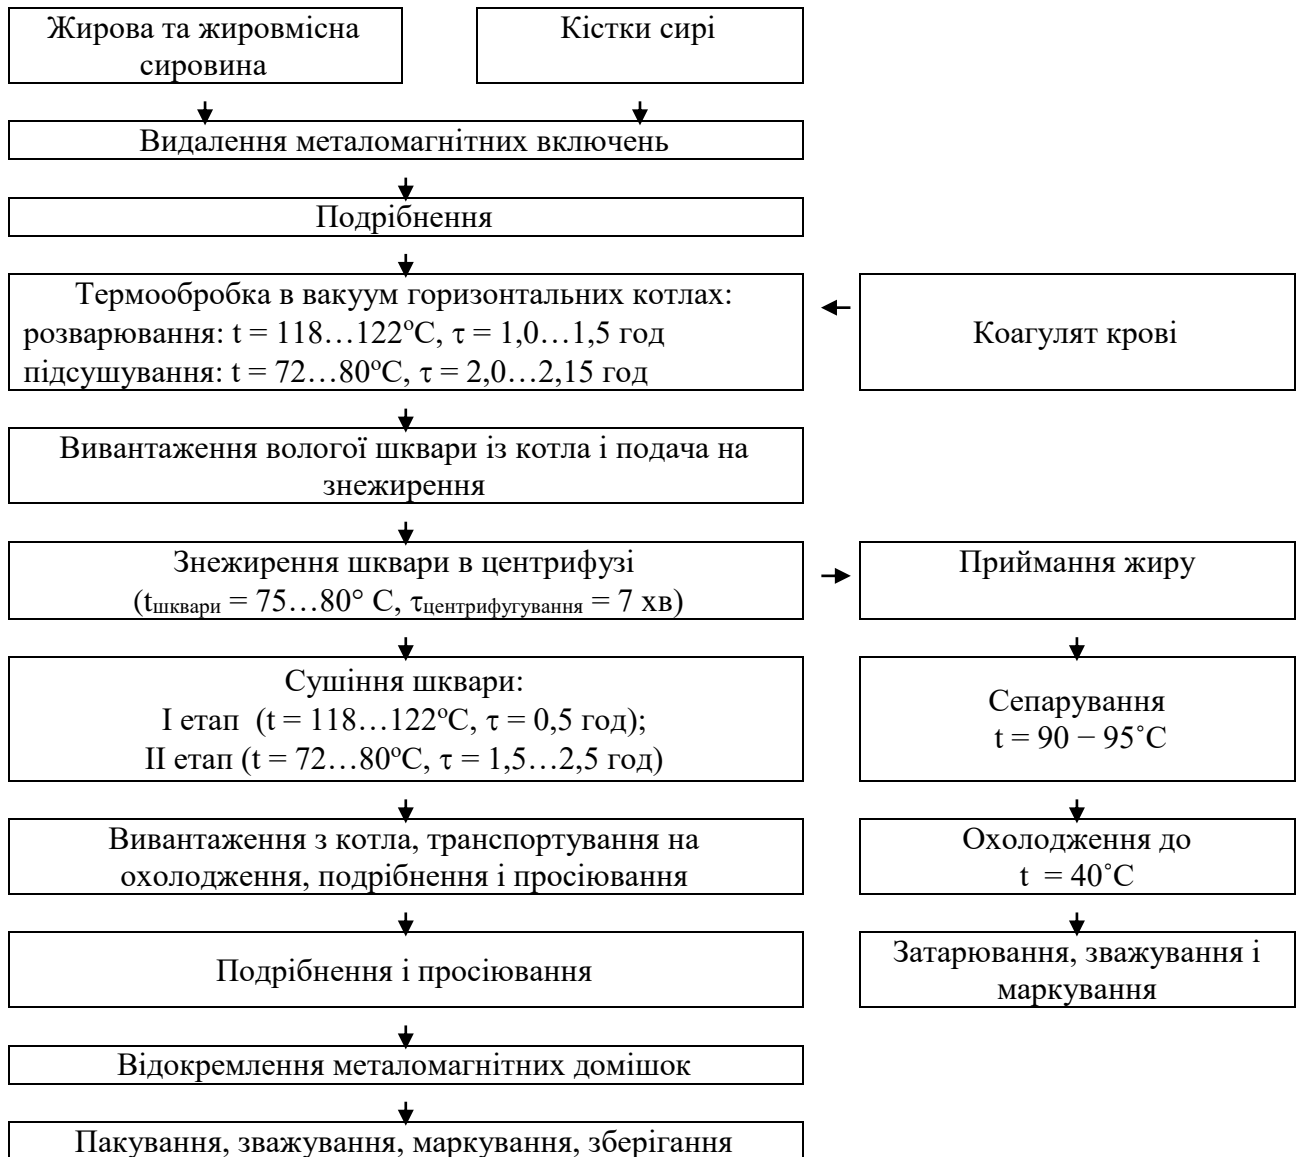 Жирова та жировмісна
сировина
Кістки сирі
Видалення металомагнітних включень
Подрібнення
Термообробка в вакуум горизонтальних котлах:
розварювання: t = 118…122ºС, τ = 1,0…1,5 год
підсушування: t = 72…80ºС, τ = 2,0…2,15 год
Коагулят крові
Вивантаження вологої шквари із котла і подача на
знежирення
Знежирення шквари в центрифузі
(tшквари = 75…80° С, τцентрифугування = 7 хв)
Приймання жиру
Сушіння шквари:
І етап (t = 118…122ºС, τ = 0,5 год);
ІІ етап (t = 72…80ºС, τ = 1,5…2,5 год)
Сепарування
t = 90 − 95˚С
Вивантаження з котла, транспортування на
охолодження, подрібнення і просіювання
Охолодження до
t = 40˚С
Подрібнення і просіювання
Затарювання, зважування і
маркування
Відокремлення металомагнітних домішок
Пакування, зважування, маркування, зберігання